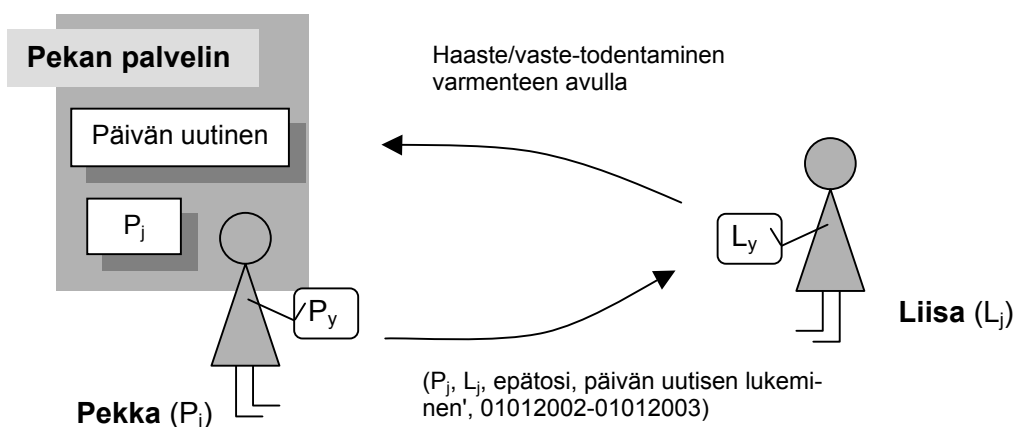 Pekan palvelin
Haaste/vaste-todentaminen
varmenteen avulla
Päivän uutinen
Pj
Ly
Py
Liisa (Lj)
(Pj, Lj, epätosi, päivän uutisen lukemi-
nen', 01012002-01012003)
Pekka (Pj)